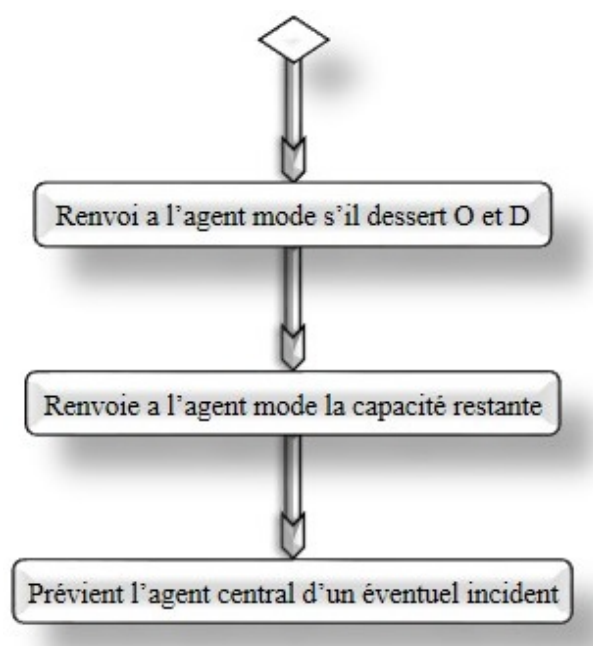 Renvoi a l’agent mode s’il dessert O et D
Renvoie a l’agent mode la capacité restante
Prévient l’agent central d’un éventuel incident